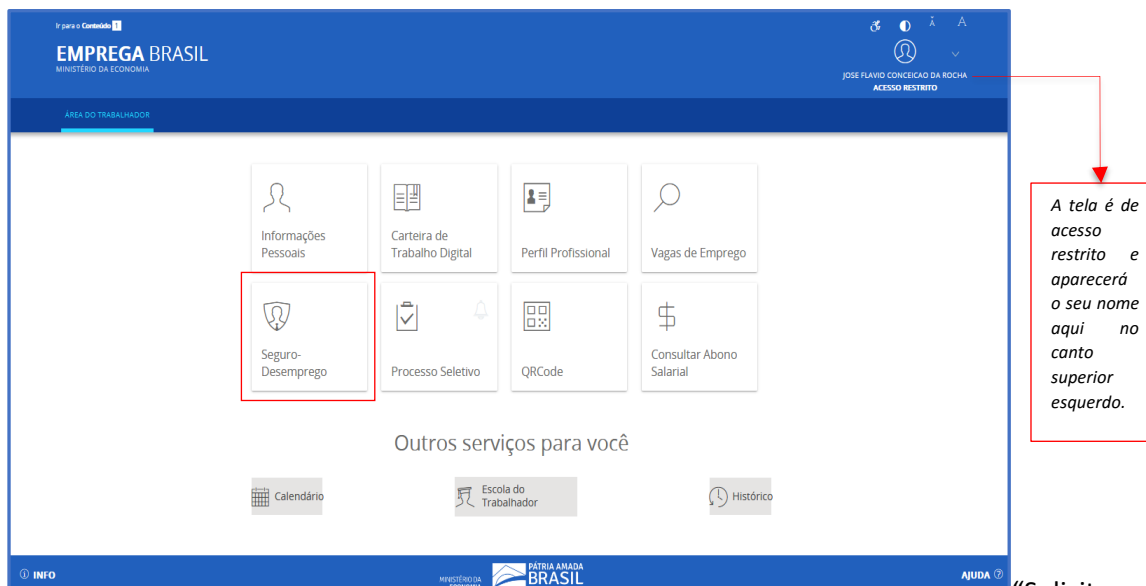 Ir para o Conteúdo 1
A A
EMPREGA BRASIL
MINISTÉRIO DA ECONOMIA
JOSE FLAVIO CONCEICAO DA ROCHA
ACESSO RESTRITO
ÁREA DO TRABALHADOR
Informações
Pessoais
Carteira de
Trabalho Digital
Perfil Profissional
Vagas de Emprego
Seguro-
Desemprego
Processo Seletivo
QRCode
Consultar Abono
Salarial
A tela é de
acesso
restrito e
aparecerá
o seu nome
aqui no
canto
superior
esquerdo.
Outros serviços para você
Calendário
Escola do
Trabalhador
Histórico
INFO
MINISTÉRIO DA
ECONOMIA
PÁTRIA AMADA
BRASIL
AJUDA